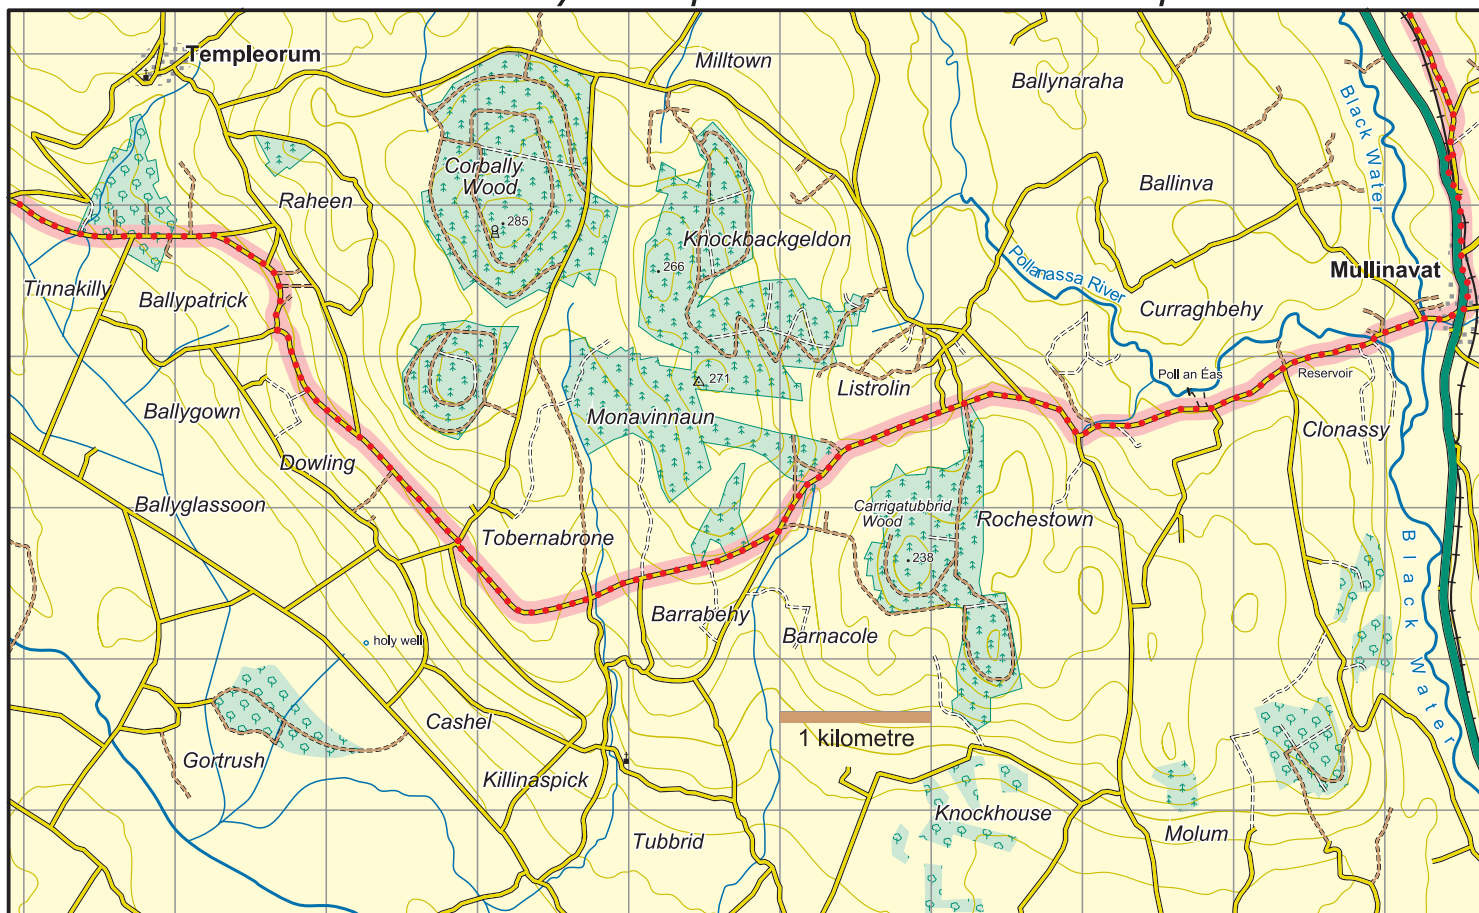 Templeorum
Milltown
Ballynaraha
Black Water
Corbally
Wood
Ballinva
Raheen
285
Knockbackgeldon
266
Pollanassa River
Mullinavat
Tinnakilly
Ballypatrick
Curraghbehy
271
Listrolin
Poll an Éas
Reservoir
Ballygown
Monavinnaun
Clonassy
Dowling
Ballyglassoon
Carrigatubbrid
Wood
Rochestown
Tobernabrone
238
Black Water
Barrabehy
Barnacole
holy well
Cashel
1 kilometre
Gortrush
Killinaspick
Knockhouse
Molum
Tubbrid